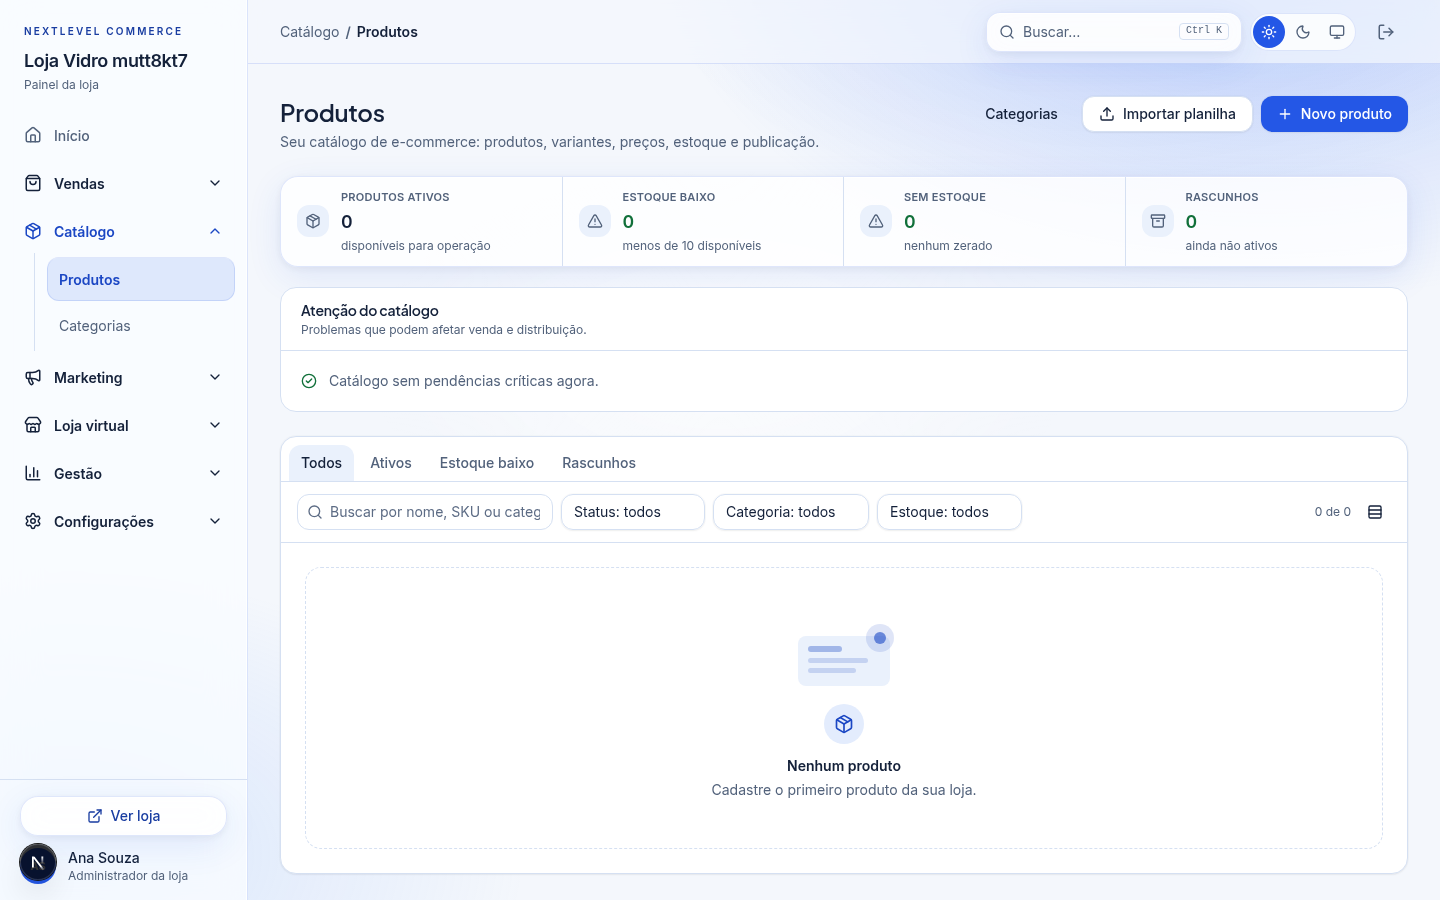 NEXTLEVEL COMMERCE
Loja Vidro mutt8kt7
Painel da loja
Início
Vendas
Catálogo
Produtos
Categorias
Marketing
Loja virtual
Gestão
Configurações
Ver loja
N
Ana Souza
Administrador da loja
Catálogo / Produtos
Buscar...
Ctrl K
Produtos
Seu catálogo de e-commerce: produtos, variantes, preços, estoque e publicação.
Categorias
Importar planilha
Novo produto
PRODUTOS ATIVOS
0
disponíveis para operação
ESTOQUE BAIXO
0
menos de 10 disponíveis
SEM ESTOQUE
0
nenhum zerado
RASCUNHOS
0
ainda não ativos
Atenção do catálogo
Problemas que podem afetar venda e distribuição.
Catálogo sem pendências críticas agora.
Todos
Ativos
Estoque baixo
Rascunhos
Buscar por nome, SKU ou categ
Status: todos
Categoria: todos
Estoque: todos
0 de 0
Nenhum produto
Cadastre o primeiro produto da sua loja.